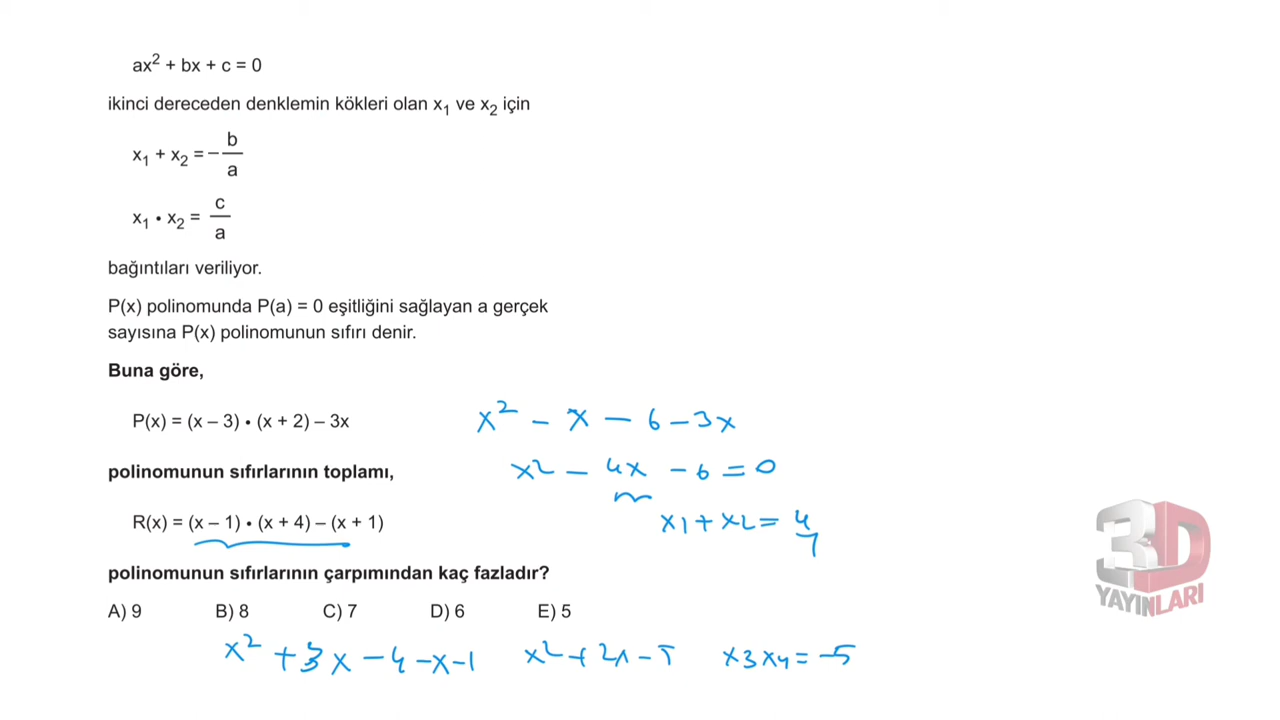 ax² + bx + c = 0
ikinci dereceden denklemin kökleri olan x₁ ve x₂ için
x₁ + x₂ = – b/a
x₁ • x₂ = c/a
bağıntıları veriliyor.
P(x) polinomunda P(a) = 0 eşitliğini sağlayan a gerçek
sayısına P(x) polinomunun sıfırı denir.
Buna göre,
P(x) = (x – 3) • (x + 2) – 3x
x² – x – 6 – 3x
polinomunun sıfırlarının toplamı,
x² – 4x – 6 = 0
R(x) = (x – 1) • (x + 4) – (x + 1)
x1 + x2 = 4/1
polinomunun sıfırlarının çarpımından kaç fazladır?
A) 9 B) 8 C) 7 D) 6 E) 5
x² + 3x – 4 – x – 1 x² + 2x – 5 x3 x4 = –5
3D
YAYINLARI